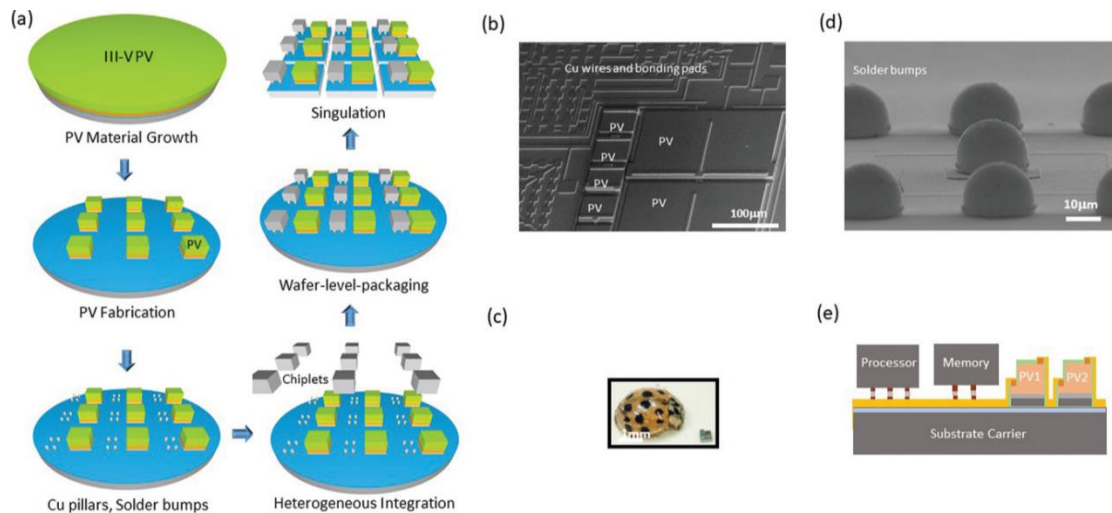 (a)
III-V PV
PV Material Growth
PV
PV Fabrication
Cu pillars, Solder bumps
Chiplets
Heterogeneous Integration
Wafer-level-packaging
Singulation
(b)
Cu wires and bonding pads
PV
PV
PV
PV
PV
PV
100μm
(c)
1mm
(d)
Solder bumps
10μm
(e)
Processor
Memory
PV1
PV2
Substrate Carrier